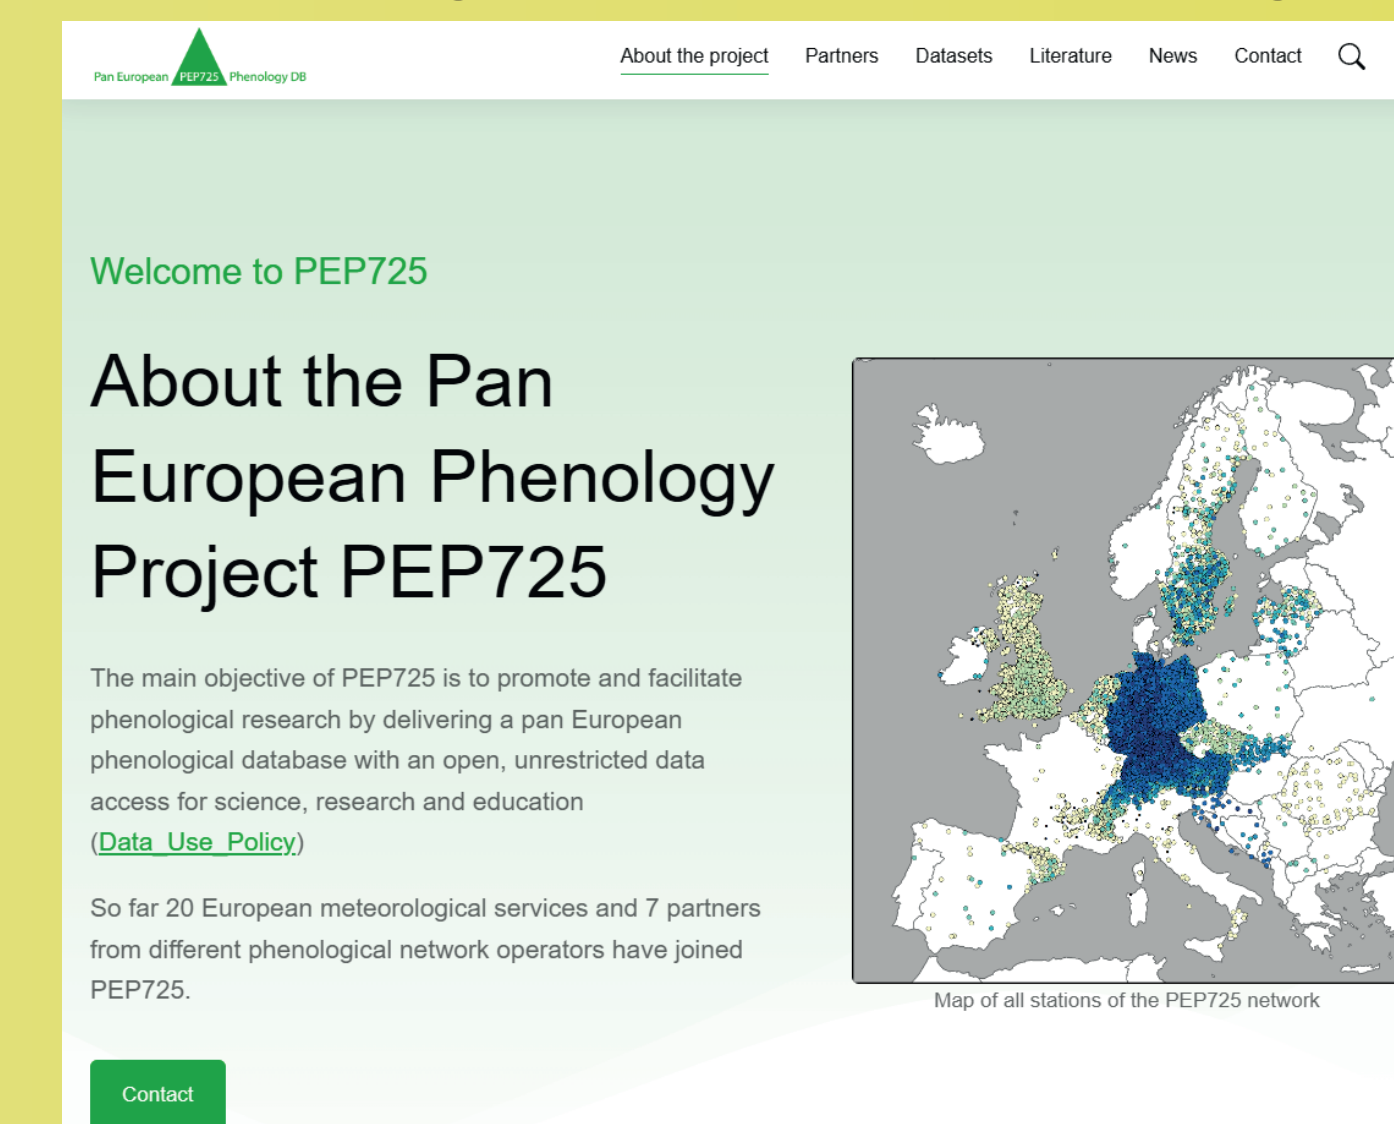 Pan European PEP725 Phenology DB
About the project Partners Datasets Literature News Contact
Welcome to PEP725
About the Pan
European Phenology
Project PEP725
The main objective of PEP725 is to promote and facilitate
phenological research by delivering a pan European
phenological database with an open, unrestricted data
access for science, research and education
(Data_Use_Policy)
So far 20 European meteorological services and 7 partners
from different phenological network operators have joined
PEP725.
Contact
Map of all stations of the PEP725 network